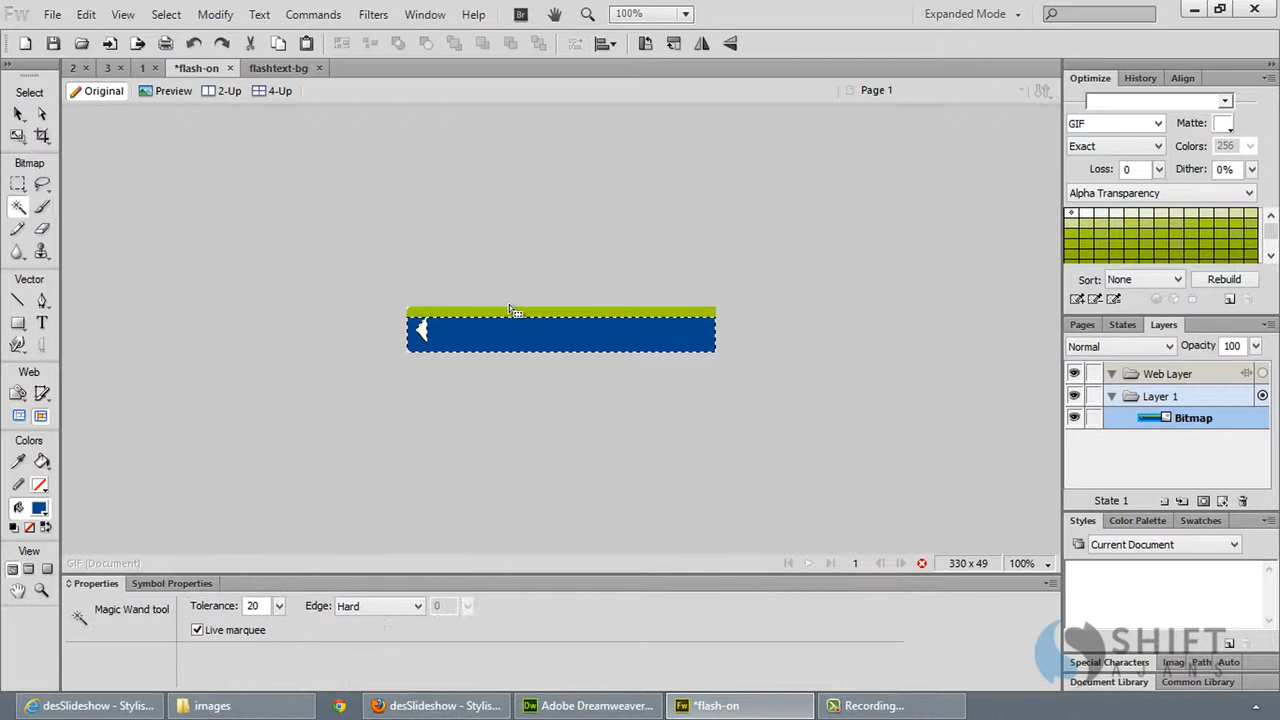 Fw File Edit View Select Modify Text Commands Filters Window Help Br 100% Expanded Mode
2 3 1 *flash-on flashtext-bg
Original Preview 2-Up 4-Up Page 1
Select
Bitmap
Vector
Web
Colors
View
Optimize History Align
GIF Matte:
Exact Colors: 256
Loss: 0 Dither: 0%
Alpha Transparency
Sort: None Rebuild
Pages States Layers
Normal Opacity 100
Web Layer
Layer 1
Bitmap
State 1
Styles Color Palette Swatches
Current Document
GIF (Document) 1 330 x 49 100%
Properties Symbol Properties
Magic Wand tool Tolerance: 20 Edge: Hard 0
Live marquee
SHIFT
AJANS
Special Characters Imag Path Auto
Document Library Common Library
desSlideshow - Stylis... images desSlideshow - Stylis... Dw Adobe Dreamweaver... Fw *flash-on Recording...